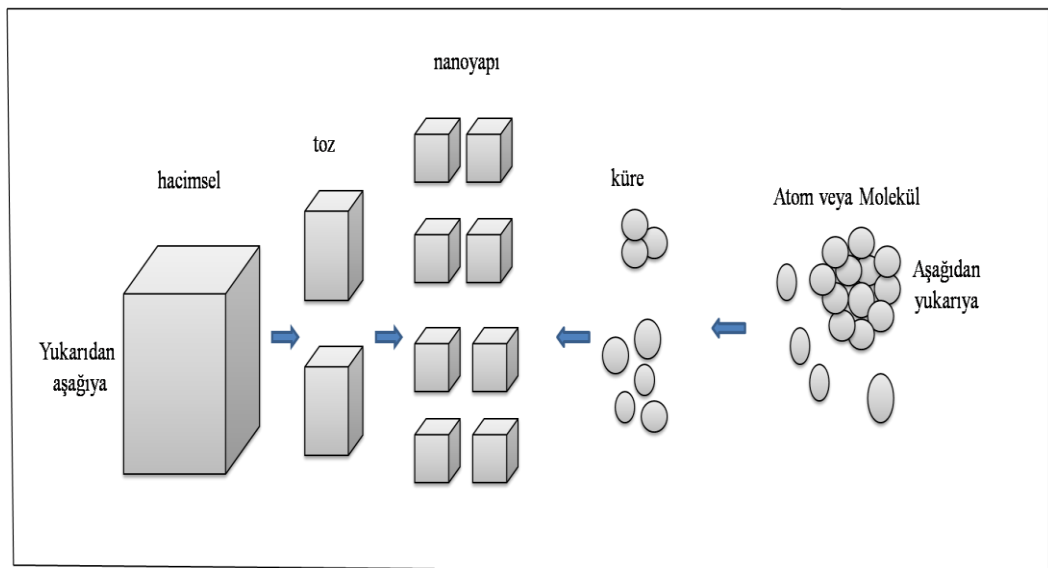 nanoyapı
toz
hacimsel
küre
Atom veya Molekül
Yukarıdan
aşağıya
Aşağıdan
yukarıya